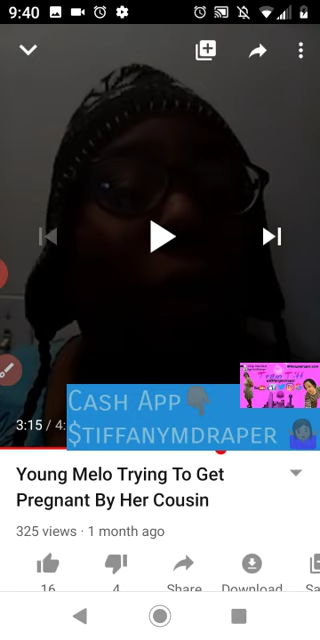 9:40
3:15 / 4:
CASH APP👇🏿
$TIFFANYMDRAPER 🤷🏾‍♀️
Young Melo Trying To Get
Pregnant By Her Cousin
325 views · 1 month ago
16
4
Share
Download
Sa